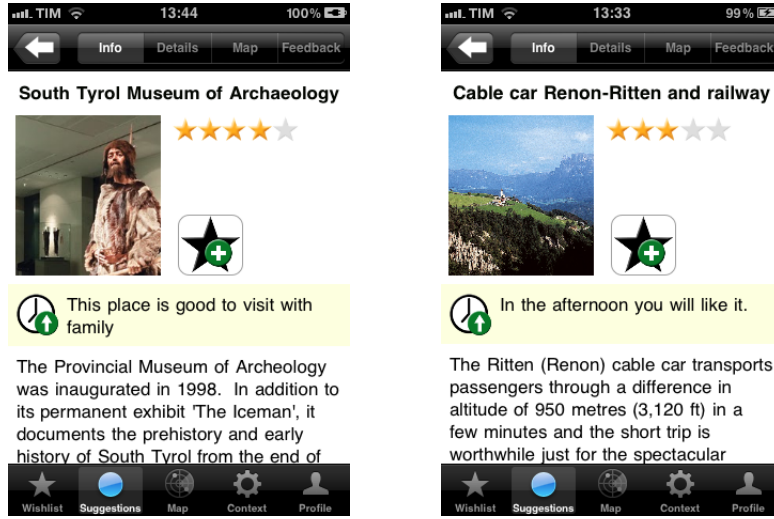 TIM 13:44 100%
Info Details Map Feedback
South Tyrol Museum of Archaeology
This place is good to visit with
family
The Provincial Museum of Archeology
was inaugurated in 1998. In addition to
its permanent exhibit 'The Iceman', it
documents the prehistory and early
history of South Tyrol from the end of
Wishlist Suggestions Map Context Profile
TIM 13:33 99%
Info Details Map Feedback
Cable car Renon-Ritten and railway
In the afternoon you will like it.
The Ritten (Renon) cable car transports
passengers through a difference in
altitude of 950 metres (3,120 ft) in a
few minutes and the short trip is
worthwhile just for the spectacular
Wishlist Suggestions Map Context Profile